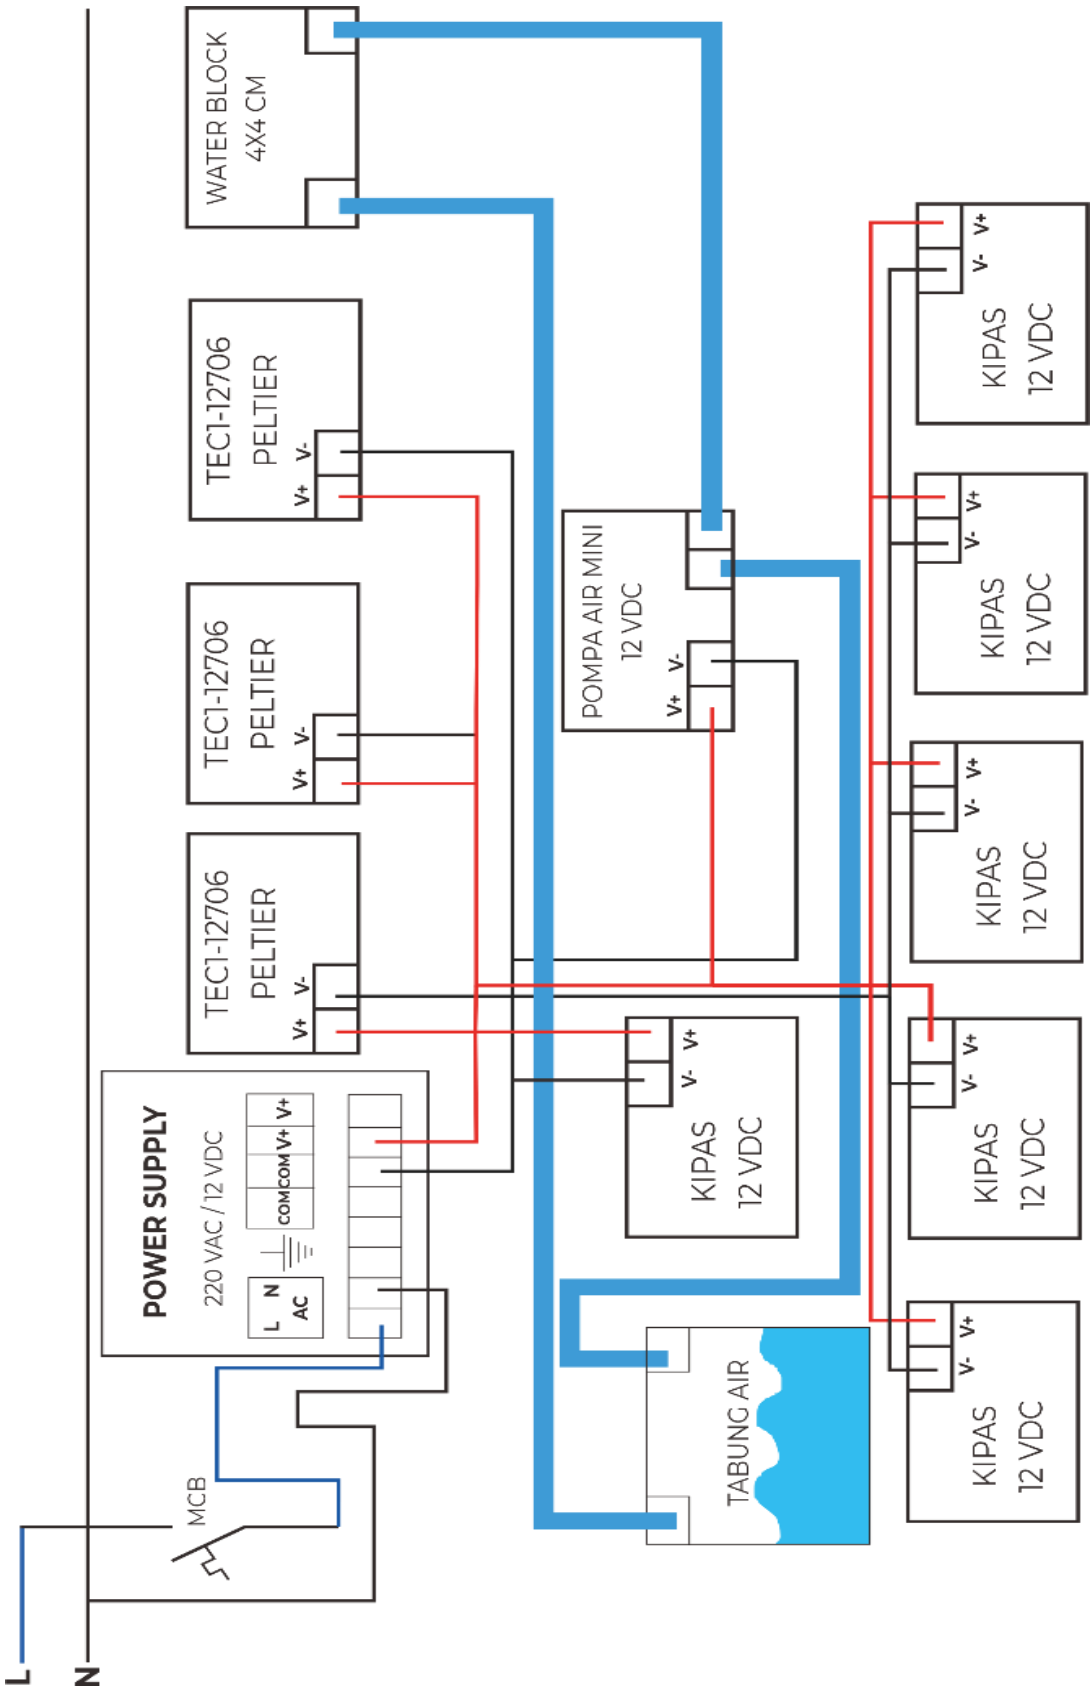 L
N
MCB
POWER SUPPLY
220 VAC / 12 VDC
L N
AC
COM COM V+ V+
TEC1-12706
PELTIER
V+ V-
TEC1-12706
PELTIER
V+ V-
TEC1-12706
PELTIER
V+ V-
WATER BLOCK
4X4 CM
TABUNG AIR
KIPAS
12 VDC
V- V+
POMPA AIR MINI
12 VDC
V+ V-
KIPAS
12 VDC
V- V+
KIPAS
12 VDC
V- V+
KIPAS
12 VDC
V- V+
KIPAS
12 VDC
V- V+
KIPAS
12 VDC
V- V+